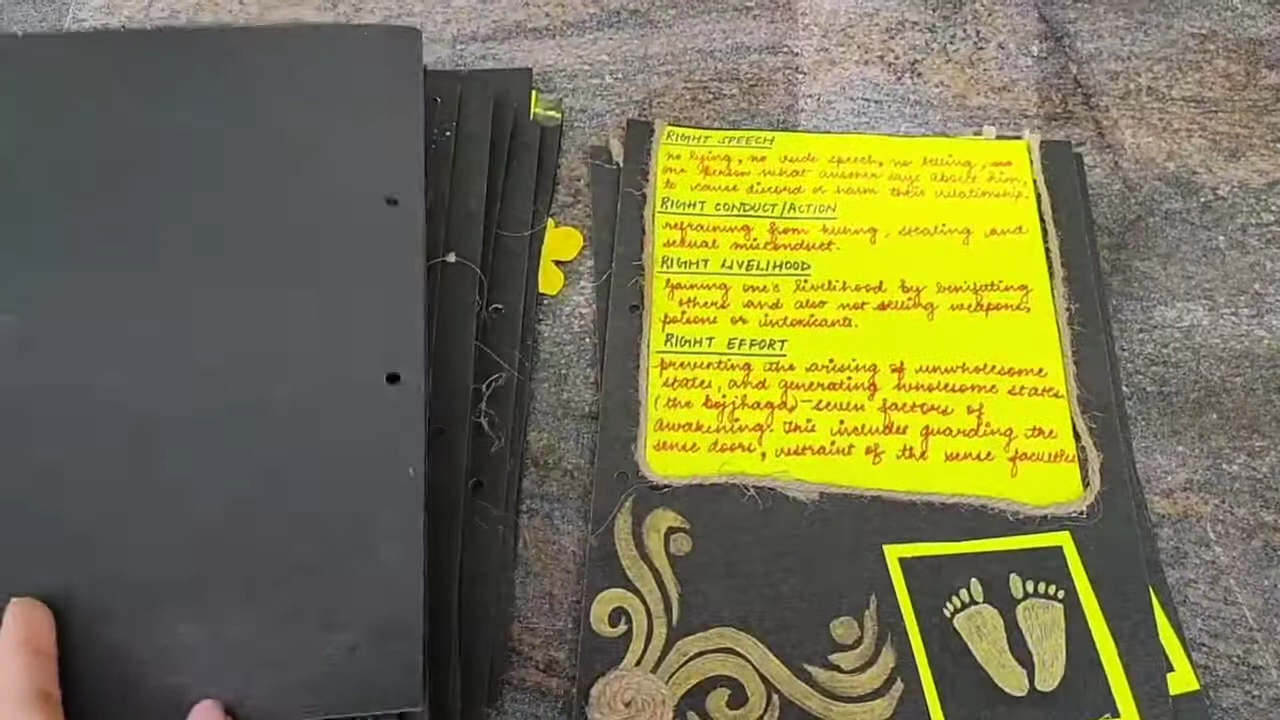 RIGHT SPEECH
no lying, no rude speech, no telling, no
one person what another says about him
to cause discord or harm their relationship.
RIGHT CONDUCT/ACTION
refraining from killing, stealing and
sexual misconduct.
RIGHT LIVELIHOOD
gaining one's livelihood by benifitting
others and also not selling weapons,
poisons or intoxicants.
RIGHT EFFORT
preventing the arising of unwholesome
states, and generating wholesome states
(the bojjhaga)-seven factors of
awakening. This includes guarding the
sense doors, restraint of the sense faculties